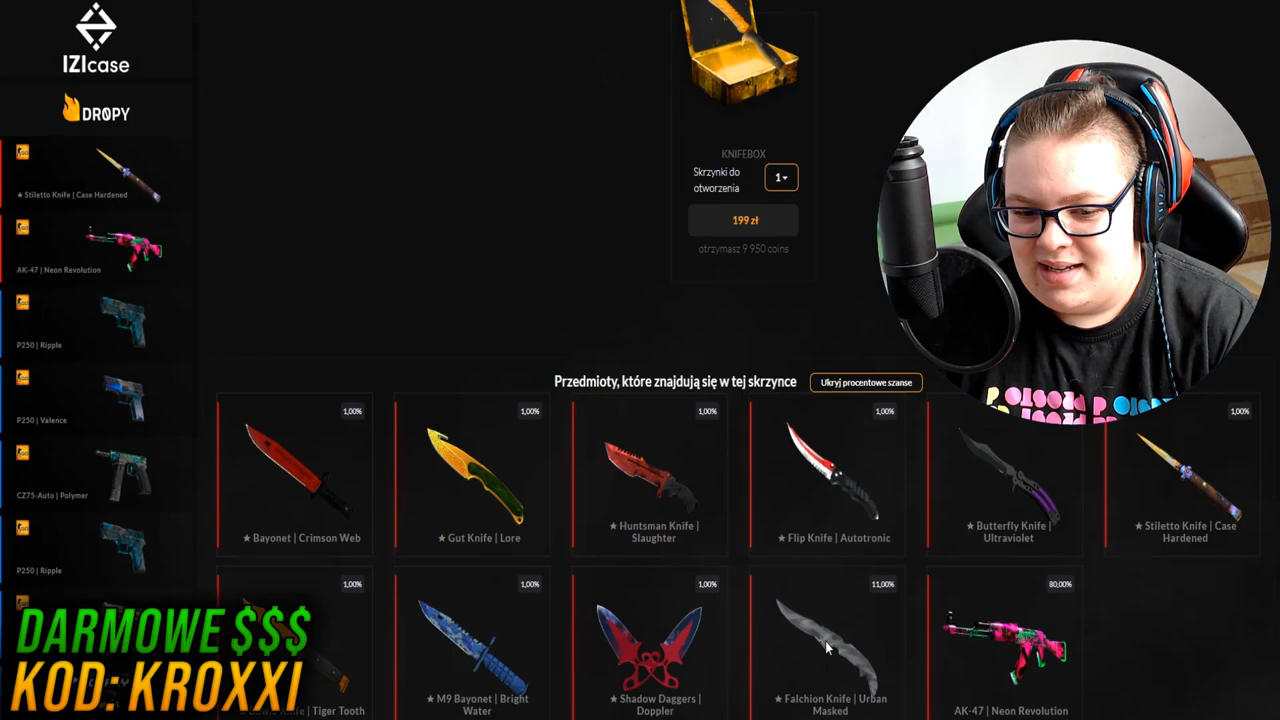 IZIcase
DR0PY
★ Stiletto Knife | Case Hardened
AK-47 | Neon Revolution
P250 | Ripple
P250 | Valence
CZ75-Auto | Polymer
P250 | Ripple
DARMOWE $$$
KOD: KROXXI
KNIFEBOX
Skrzynki do
otworzenia
1
199 zł
otrzymasz 9 950 coins
Przedmioty, które znajdują się w tej skrzynce
Ukryj procentowe szanse
1,00%
★ Bayonet | Crimson Web
1,00%
★ Gut Knife | Lore
1,00%
★ Huntsman Knife |
Slaughter
1,00%
★ Flip Knife | Autotronic
★ Butterfly Knife |
Ultraviolet
1,00%
★ Stiletto Knife | Case
Hardened
1,00%
Knife | Tiger Tooth
1,00%
★ M9 Bayonet | Bright
Water
1,00%
★ Shadow Daggers |
Doppler
11,00%
★ Falchion Knife | Urban
Masked
80,00%
AK-47 | Neon Revolution
PROSTO